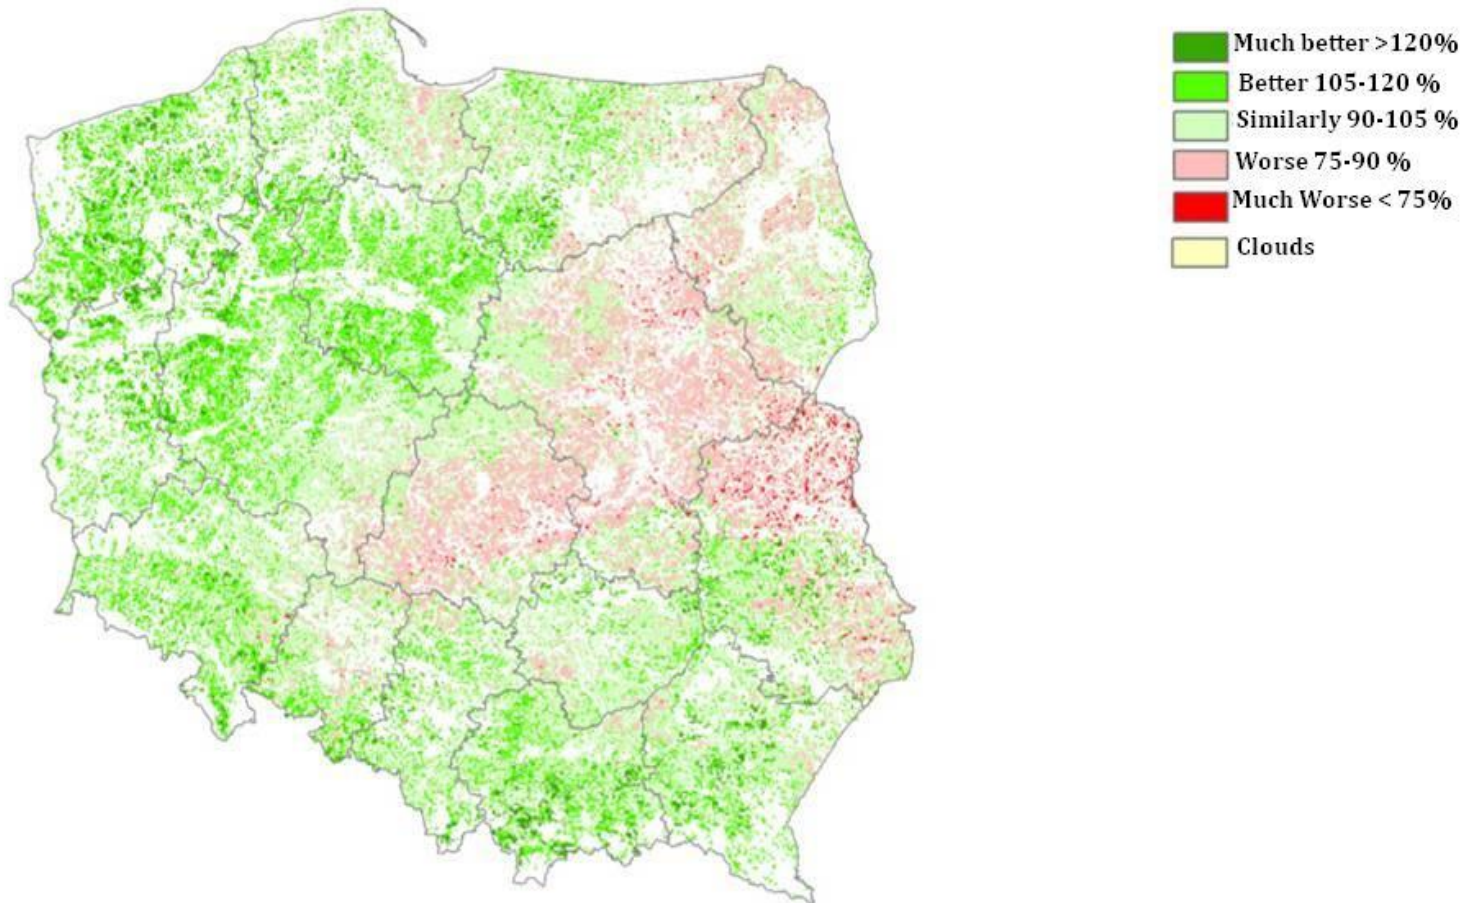 Much better >120%
Better 105-120 %
Similarly 90-105 %
Worse 75-90 %
Much Worse < 75%
Clouds